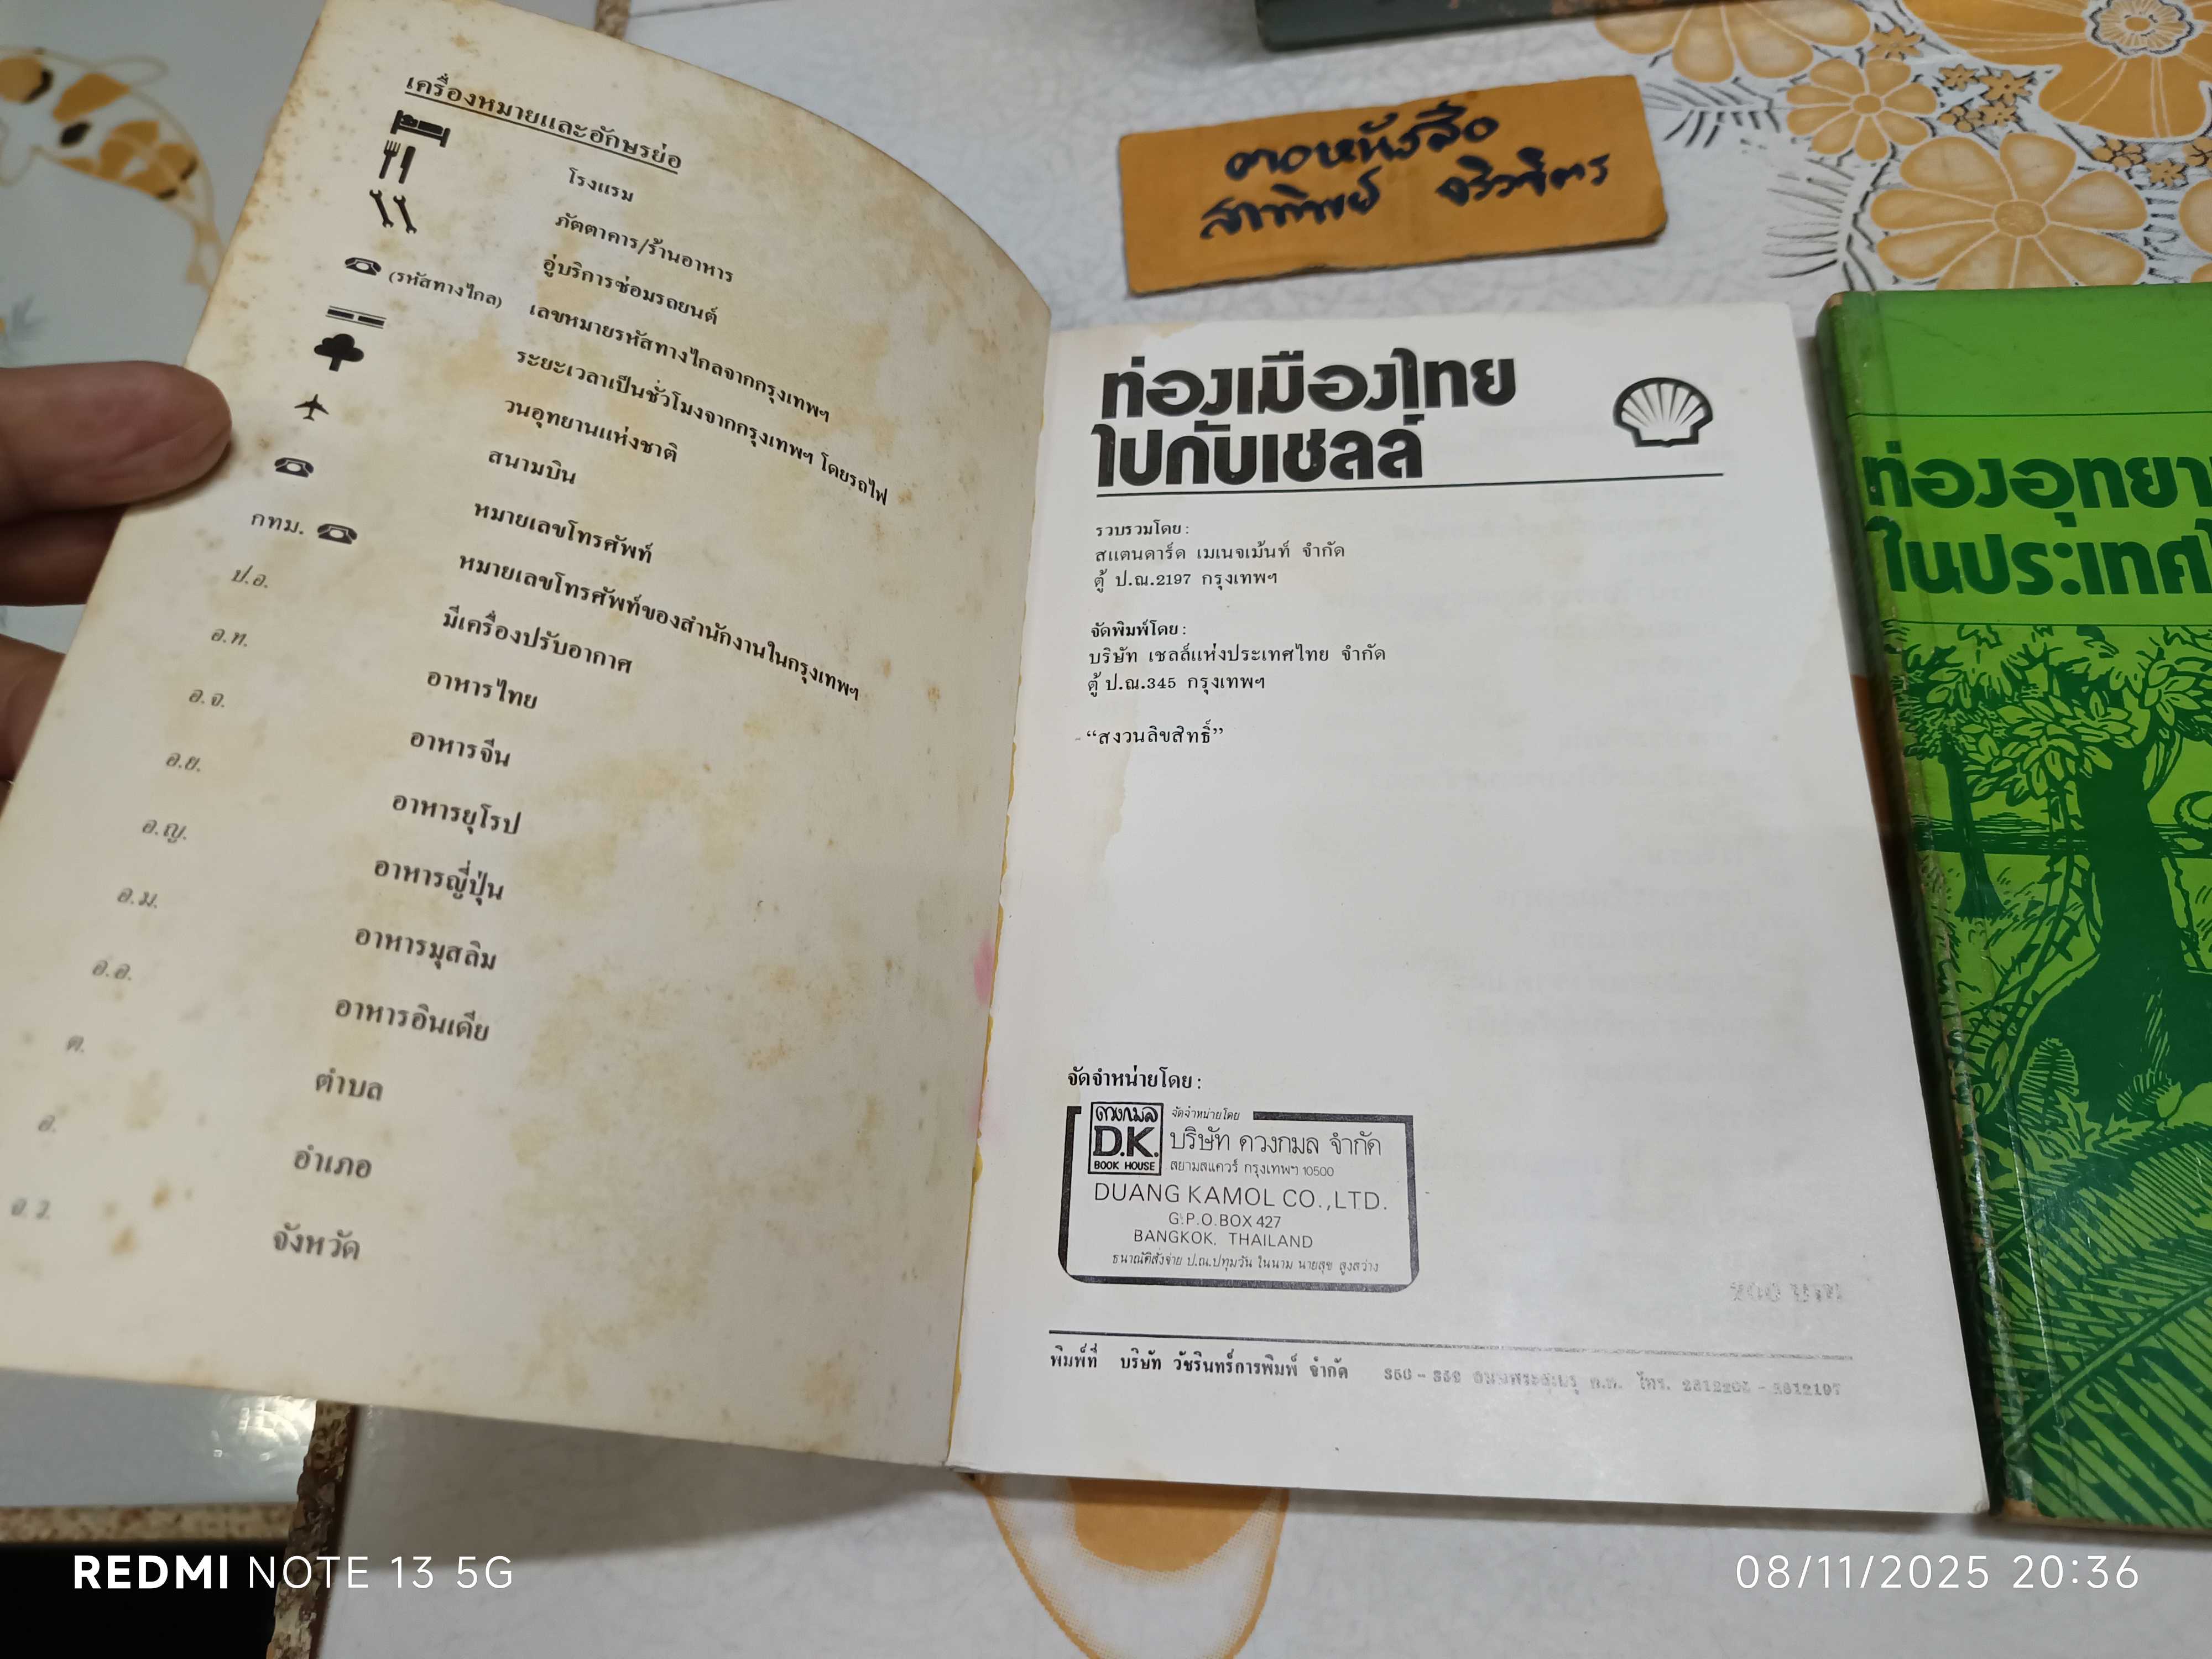 เครื่องหมายและอักษรย่อ
โรงแรม
ภัตตาคาร/ร้านอาหาร
อู่บริการซ่อมรถยนต์
(รหัสทางไกล) เลขหมายรหัสทางไกลจากกรุงเทพฯ
ระยะเวลาเป็นชั่วโมงจากกรุงเทพฯ โดยรถไฟ
วนอุทยานแห่งชาติ
สนามบิน
หมายเลขโทรศัพท์
กทม. หมายเลขโทรศัพท์ของสำนักงานในกรุงเทพฯ
ป.อ. มีเครื่องปรับอากาศ
อ.ท. อาหารไทย
อ.จ. อาหารจีน
อ.ย. อาหารยุโรป
อ.ญ. อาหารญี่ปุ่น
อ.ม. อาหารมุสลิม
อ.อ. อาหารอินเดีย
ต. ตำบล
อ. อำเภอ
จังหวัด
ท่องเมืองไทย
ไปกับเชลล์
รวบรวมโดย:
สแตนดาร์ด เมเนจเม้นท์ จำกัด
ตู้ ป.ณ.2197 กรุงเทพฯ
จัดพิมพ์โดย:
บริษัท เชลล์แห่งประเทศไทย จำกัด
ตู้ ป.ณ.345 กรุงเทพฯ
“สงวนลิขสิทธิ์”
จัดจำหน่ายโดย:
ดวงกมล
D.K.
BOOK HOUSE
จัดจำหน่ายโดย
บริษัท ดวงกมล จำกัด
สยามสแควร์ กรุงเทพฯ 10500
DUANG KAMOL CO.,LTD.
G.P.O.BOX 427
BANGKOK, THAILAND
ธนาณัติสั่งจ่าย ป.ณ.ปทุมวัน ในนาม นายสุข สูงสว่าง
พิมพ์ที่ บริษัท วัชรินทร์การพิมพ์ จำกัด โทร.
ท่องอุทยา
ในประเทศไ
REDMI NOTE 13 5G
08/11/2025 20:36